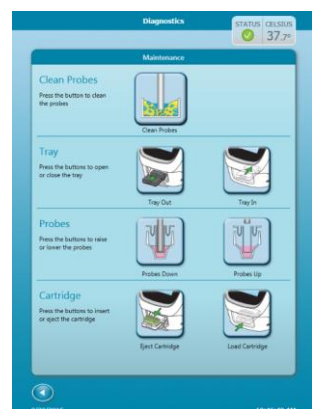 Diagnostics
STATUS
CELSIUS
37.7°
Maintenance
Clean Probes
Press the button to clean
the probes
Clean Probes
Tray
Press the buttons to open
or close the tray
Tray Out
Tray In
Probes
Press the buttons to raise
or lower the probes
Probes Down
Probes Up
Cartridge
Press the buttons to insert
or eject the cartridge
Eject Cartridge
Load Cartridge